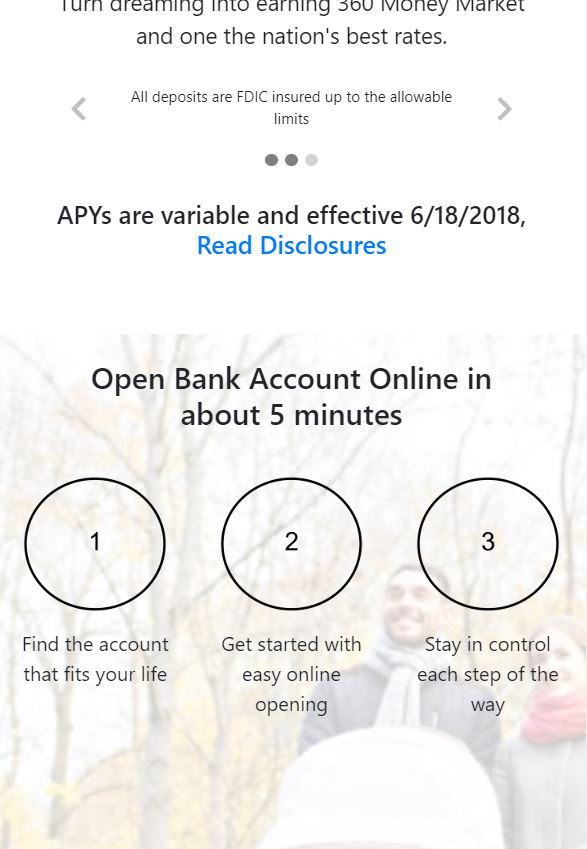 Turn dreaming into earning 360 Money Market
and one the nation's best rates.
All deposits are FDIC insured up to the allowable
limits
APYs are variable and effective 6/18/2018,
Read Disclosures
Open Bank Account Online in
about 5 minutes
1
2
3
Find the account
that fits your life
Get started with
easy online
opening
Stay in control
each step of the
way